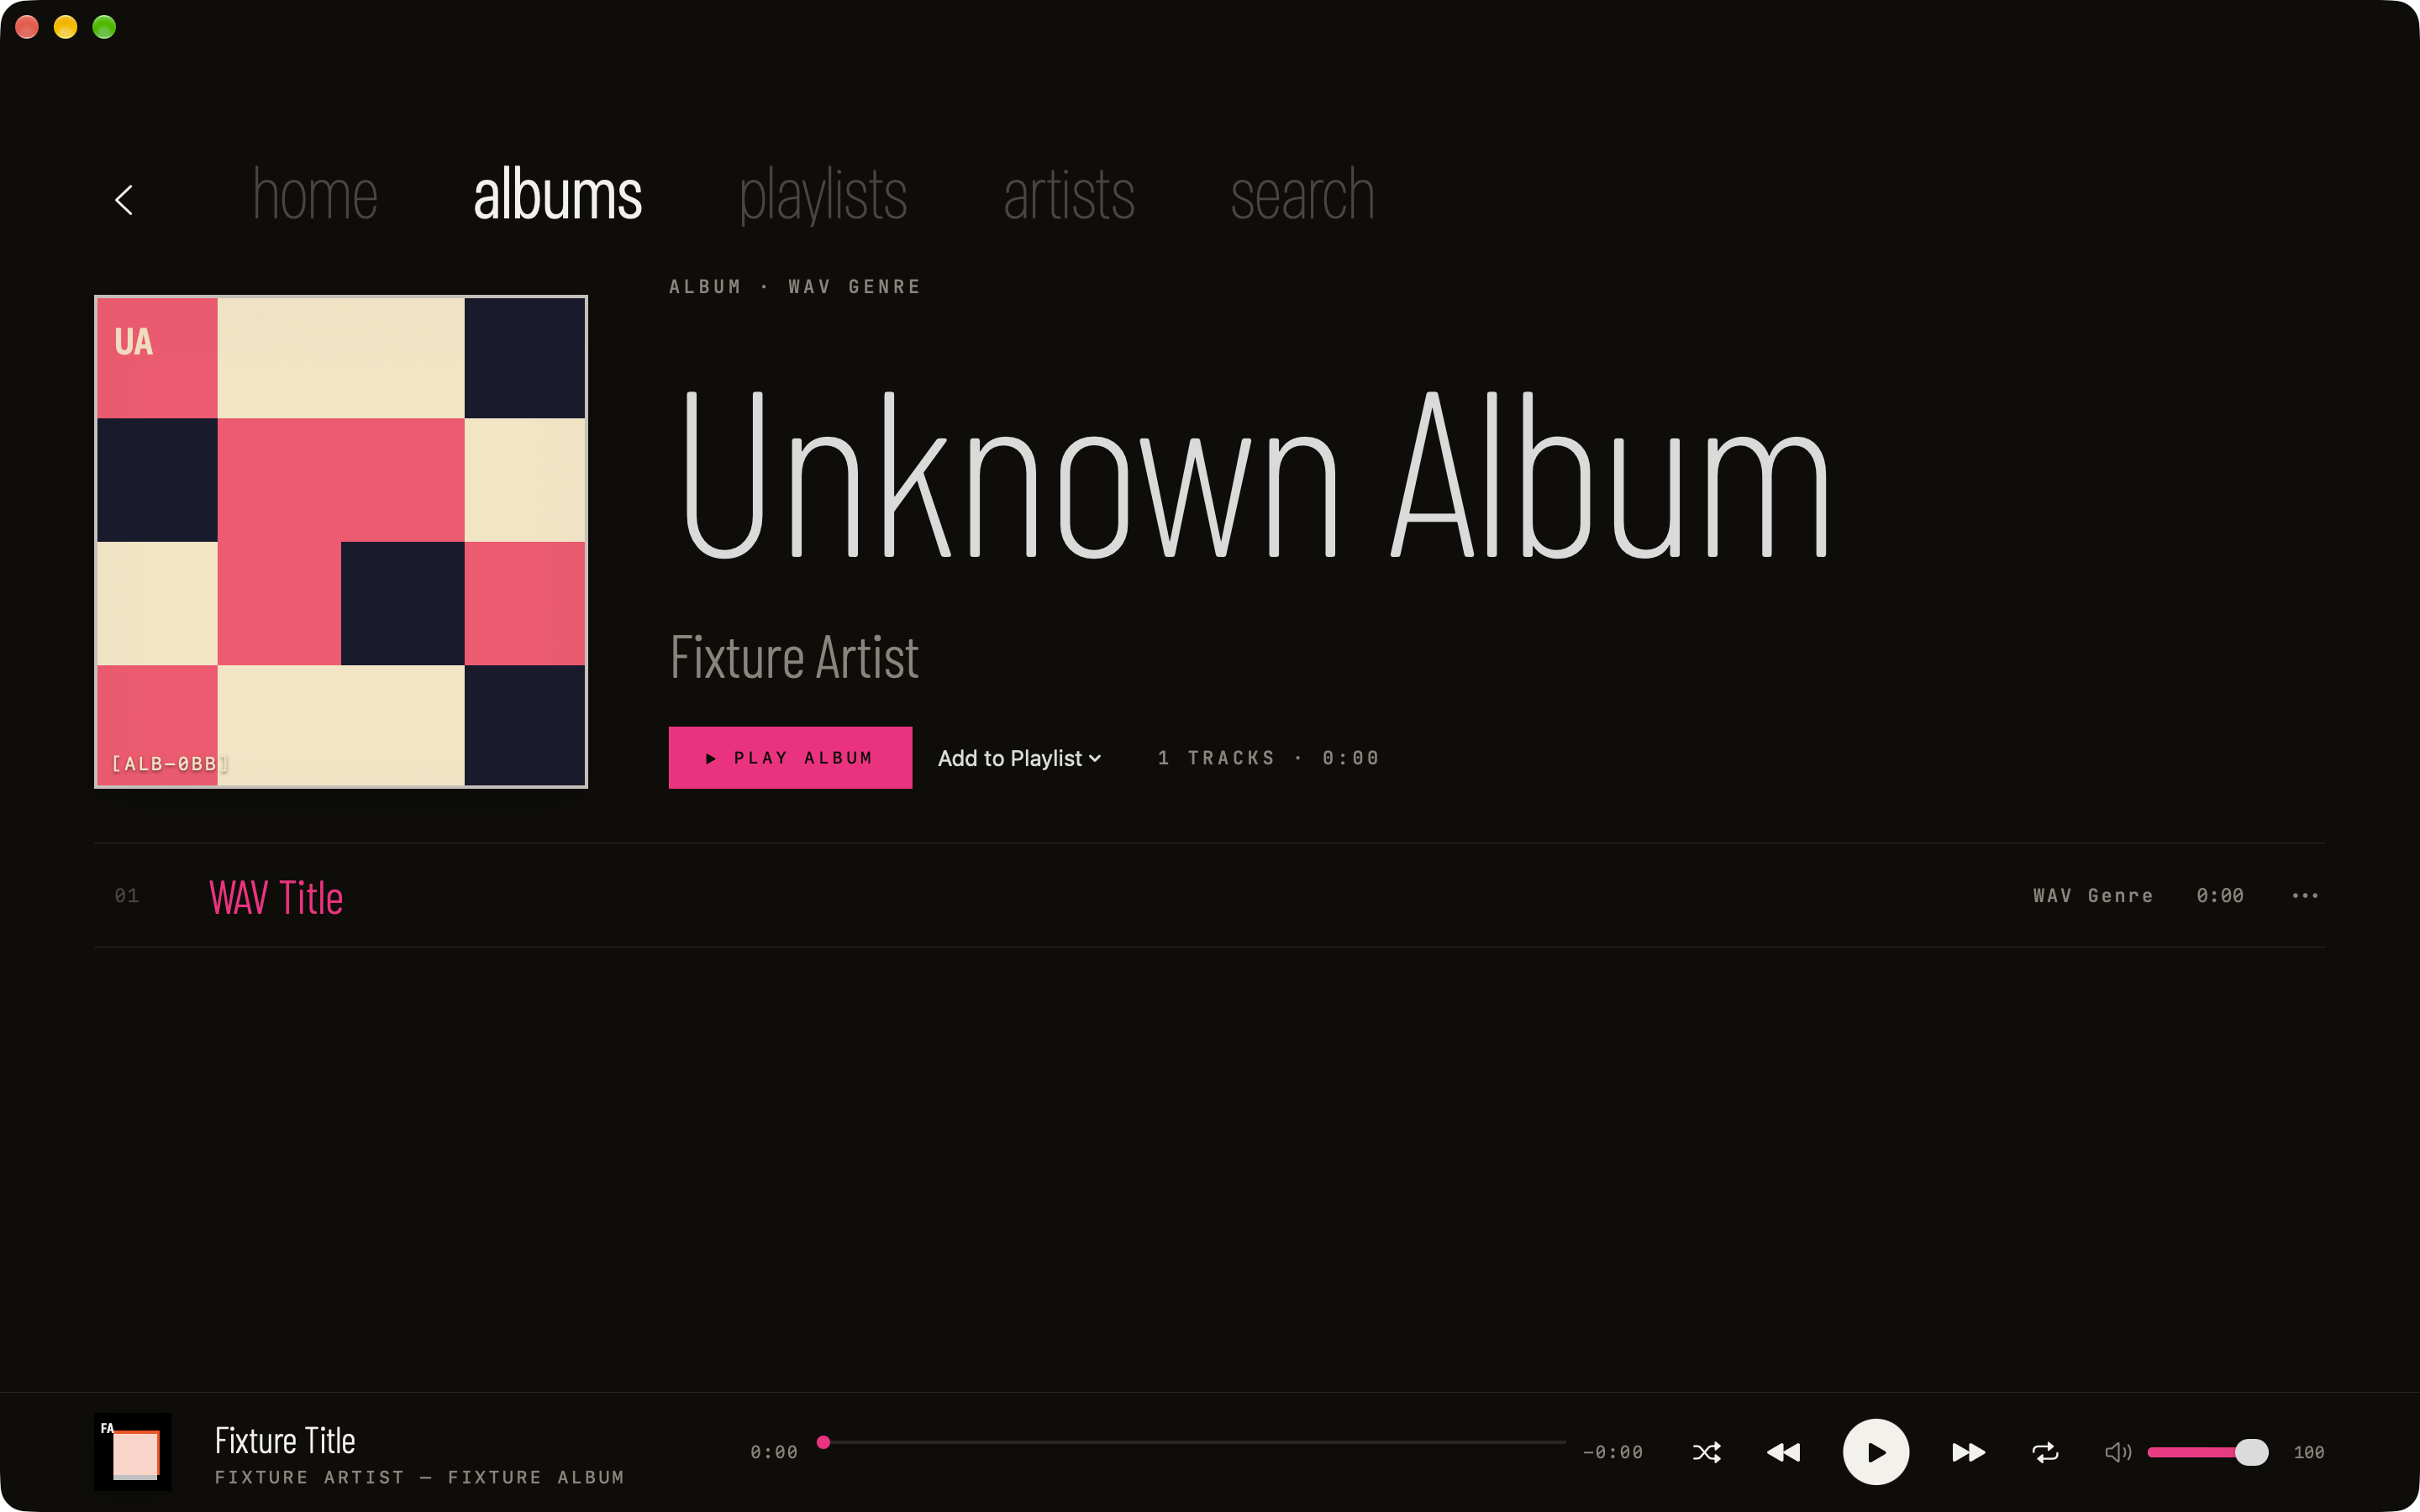 home albums playlists artists search
ALBUM · WAV GENRE
UA
Unknown Album
Fixture Artist
[ALB-0BB]
▶ PLAY ALBUM Add to Playlist 1 TRACKS · 0:00
01 WAV Title WAV Genre 0:00 ···
FA
Fixture Title
FIXTURE ARTIST — FIXTURE ALBUM
0:00 -0:00 100